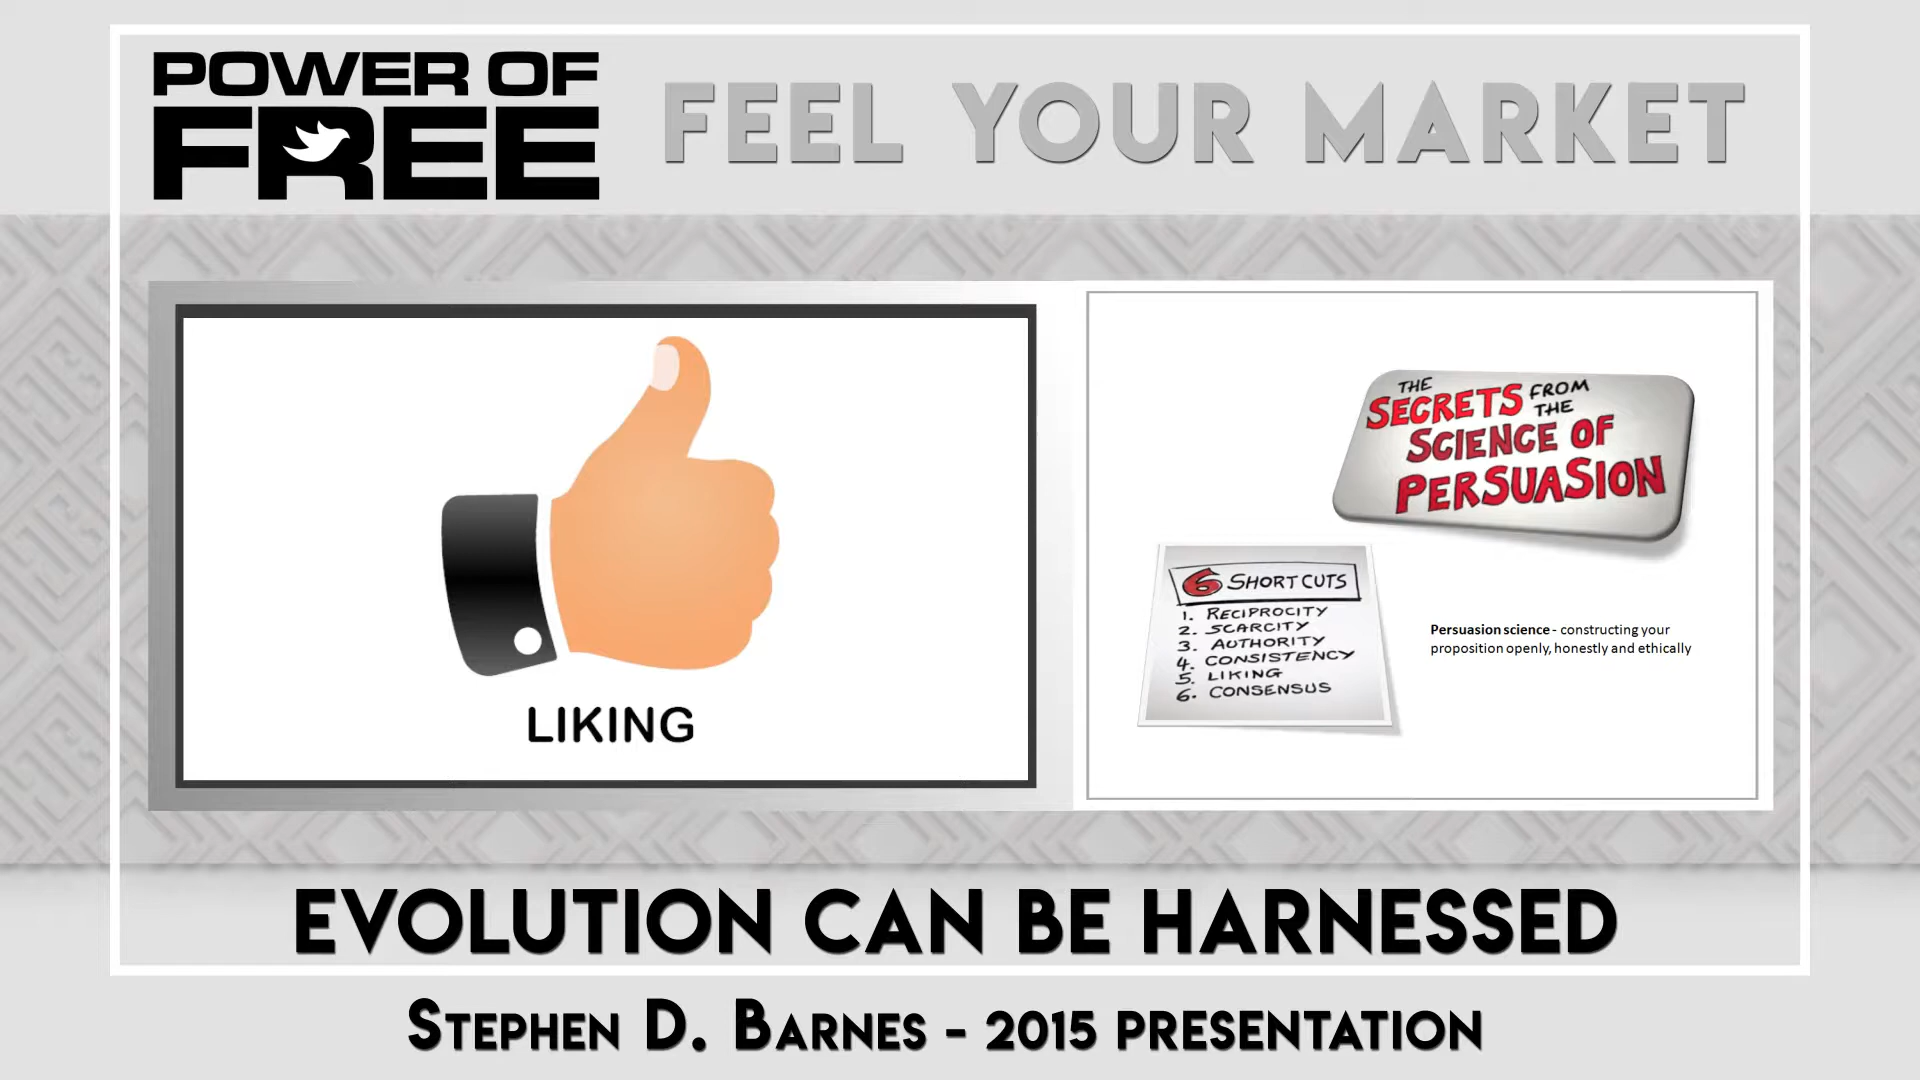 POWER OF
FREE
FEEL YOUR MARKET
LIKING
THE
SECRETS FROM
THE
SCIENCE OF
PERSUASION
6 SHORT CUTS
1. RECIPROCITY
2. SCARCITY
3. AUTHORITY
4. CONSISTENCY
5. LIKING
6. CONSENSUS
Persuasion science - constructing your
proposition openly, honestly and ethically
EVOLUTION CAN BE HARNESSED
STEPHEN D. BARNES - 2015 PRESENTATION